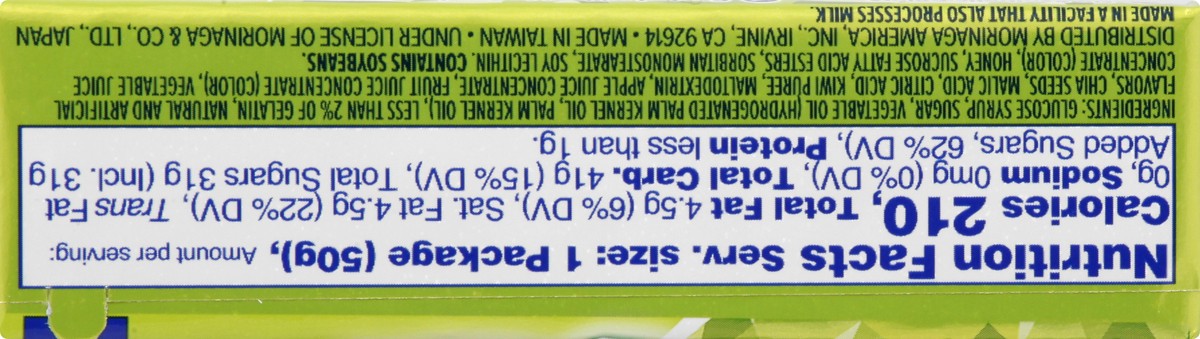 Nutrition Facts Serv. size: 1 Package (50g), Amount per serving:
Calories 210, Total Fat 4.5g (6% DV), Sat. Fat 4.5g (22% DV), Trans Fat
0g, Sodium 0mg (0% DV), Total Carb. 41g (15% DV), Total Sugars 31g (Incl. 31g
Added Sugars, 62% DV), Protein less than 1g.
INGREDIENTS: GLUCOSE SYRUP, SUGAR, VEGETABLE OIL (HYDROGENATED PALM KERNEL OIL, PALM KERNEL OIL), LESS THAN 2% OF GELATIN, NATURAL AND ARTIFICIAL
FLAVORS, CHIA SEEDS, MALIC ACID, CITRIC ACID, KIWI PUREE, MALTODEXTRIN, APPLE JUICE CONCENTRATE, FRUIT JUICE CONCENTRATE (COLOR), VEGETABLE JUICE
CONCENTRATE (COLOR), HONEY, SUCROSE FATTY ACID ESTERS, SORBITAN MONOSTEARATE, SOY LECITHIN. CONTAINS SOYBEANS.
DISTRIBUTED BY MORINAGA AMERICA, INC., IRVINE, CA 92614 • MADE IN TAIWAN • UNDER LICENSE OF MORINAGA & CO., LTD., JAPAN
MADE IN A FACILITY THAT ALSO PROCESSES MILK.